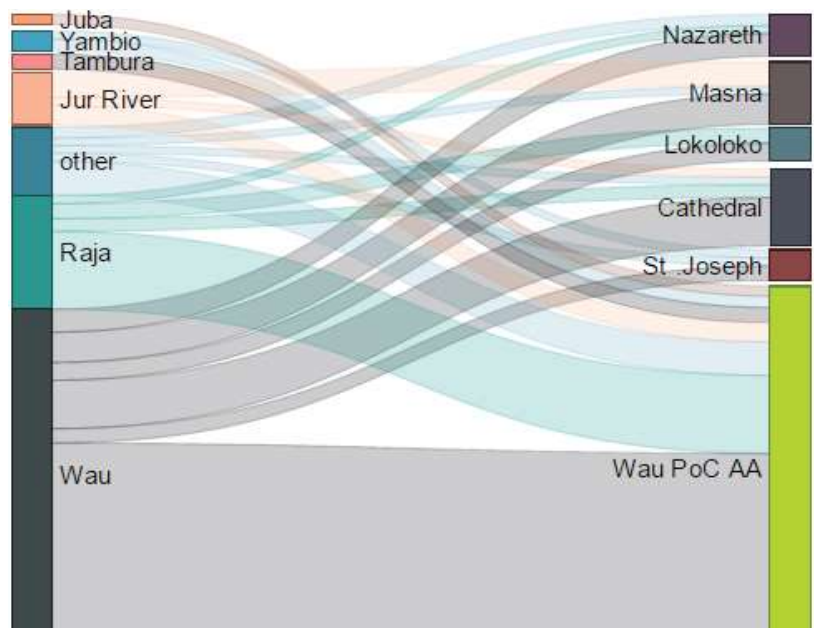 Juba
Yambio
Tambura
Jur River
other
Raja
Wau
Nazareth
Masna
Lokoloko
Cathedral
St .Joseph
Wau PoC AA